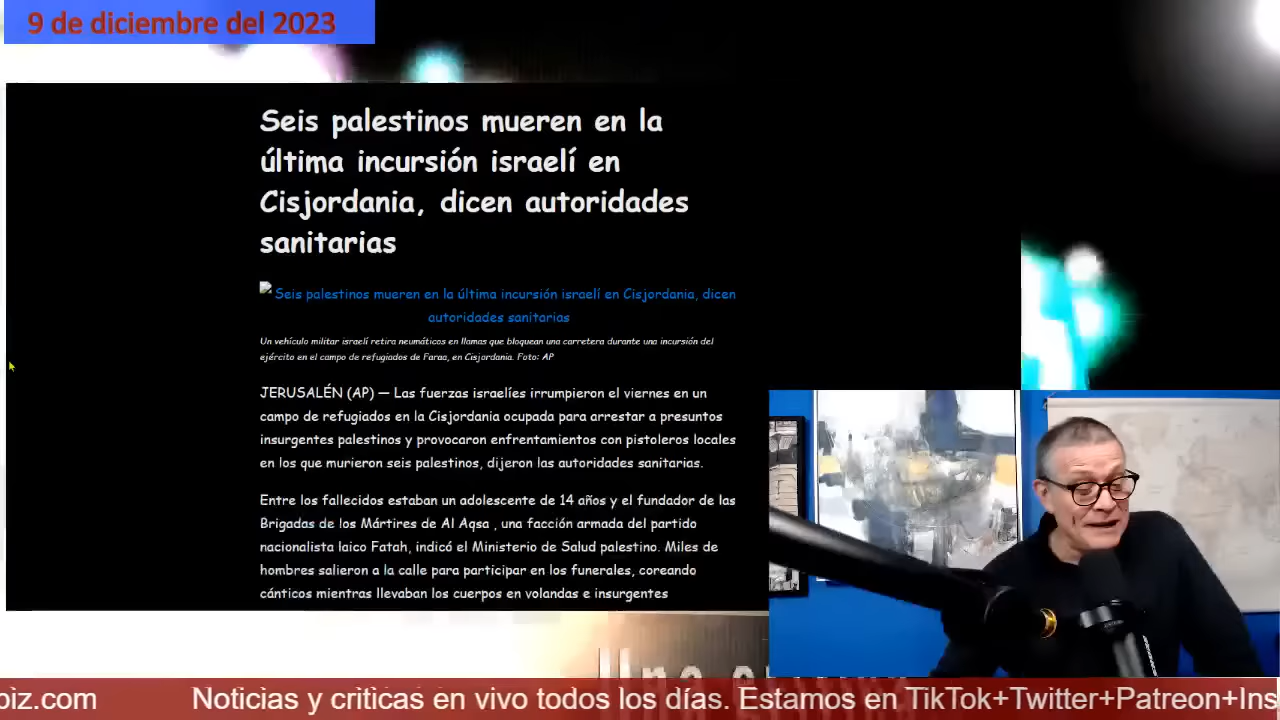 9 de diciembre del 2023
Seis palestinos mueren en la
última incursión israelí en
Cisjordania, dicen autoridades
sanitarias
Seis palestinos mueren en la última incursión israelí en Cisjordania, dicen
autoridades sanitarias
Un vehículo militar israelí retira neumáticos en llamas que bloquean una carretera durante una incursión del
ejército en el campo de refugiados de Faraa, en Cisjordania. Foto: AP
JERUSALÉN (AP) — Las fuerzas israelíes irrumpieron el viernes en un
campo de refugiados en la Cisjordania ocupada para arrestar a presuntos
insurgentes palestinos y provocaron enfrentamientos con pistoleros locales
en los que murieron seis palestinos, dijeron las autoridades sanitarias.
Entre los fallecidos estaban un adolescente de 14 años y el fundador de las
Brigadas de los Mártires de Al Aqsa , una facción armada del partido
nacionalista laico Fatah, indicó el Ministerio de Salud palestino. Miles de
hombres salieron a la calle para participar en los funerales, coreando
cánticos mientras llevaban los cuerpos en volandas e insurgentes
Una
oiz.com Noticias y criticas en vivo todos los días. Estamos en TikTok+Twitter+Patreon+Ins